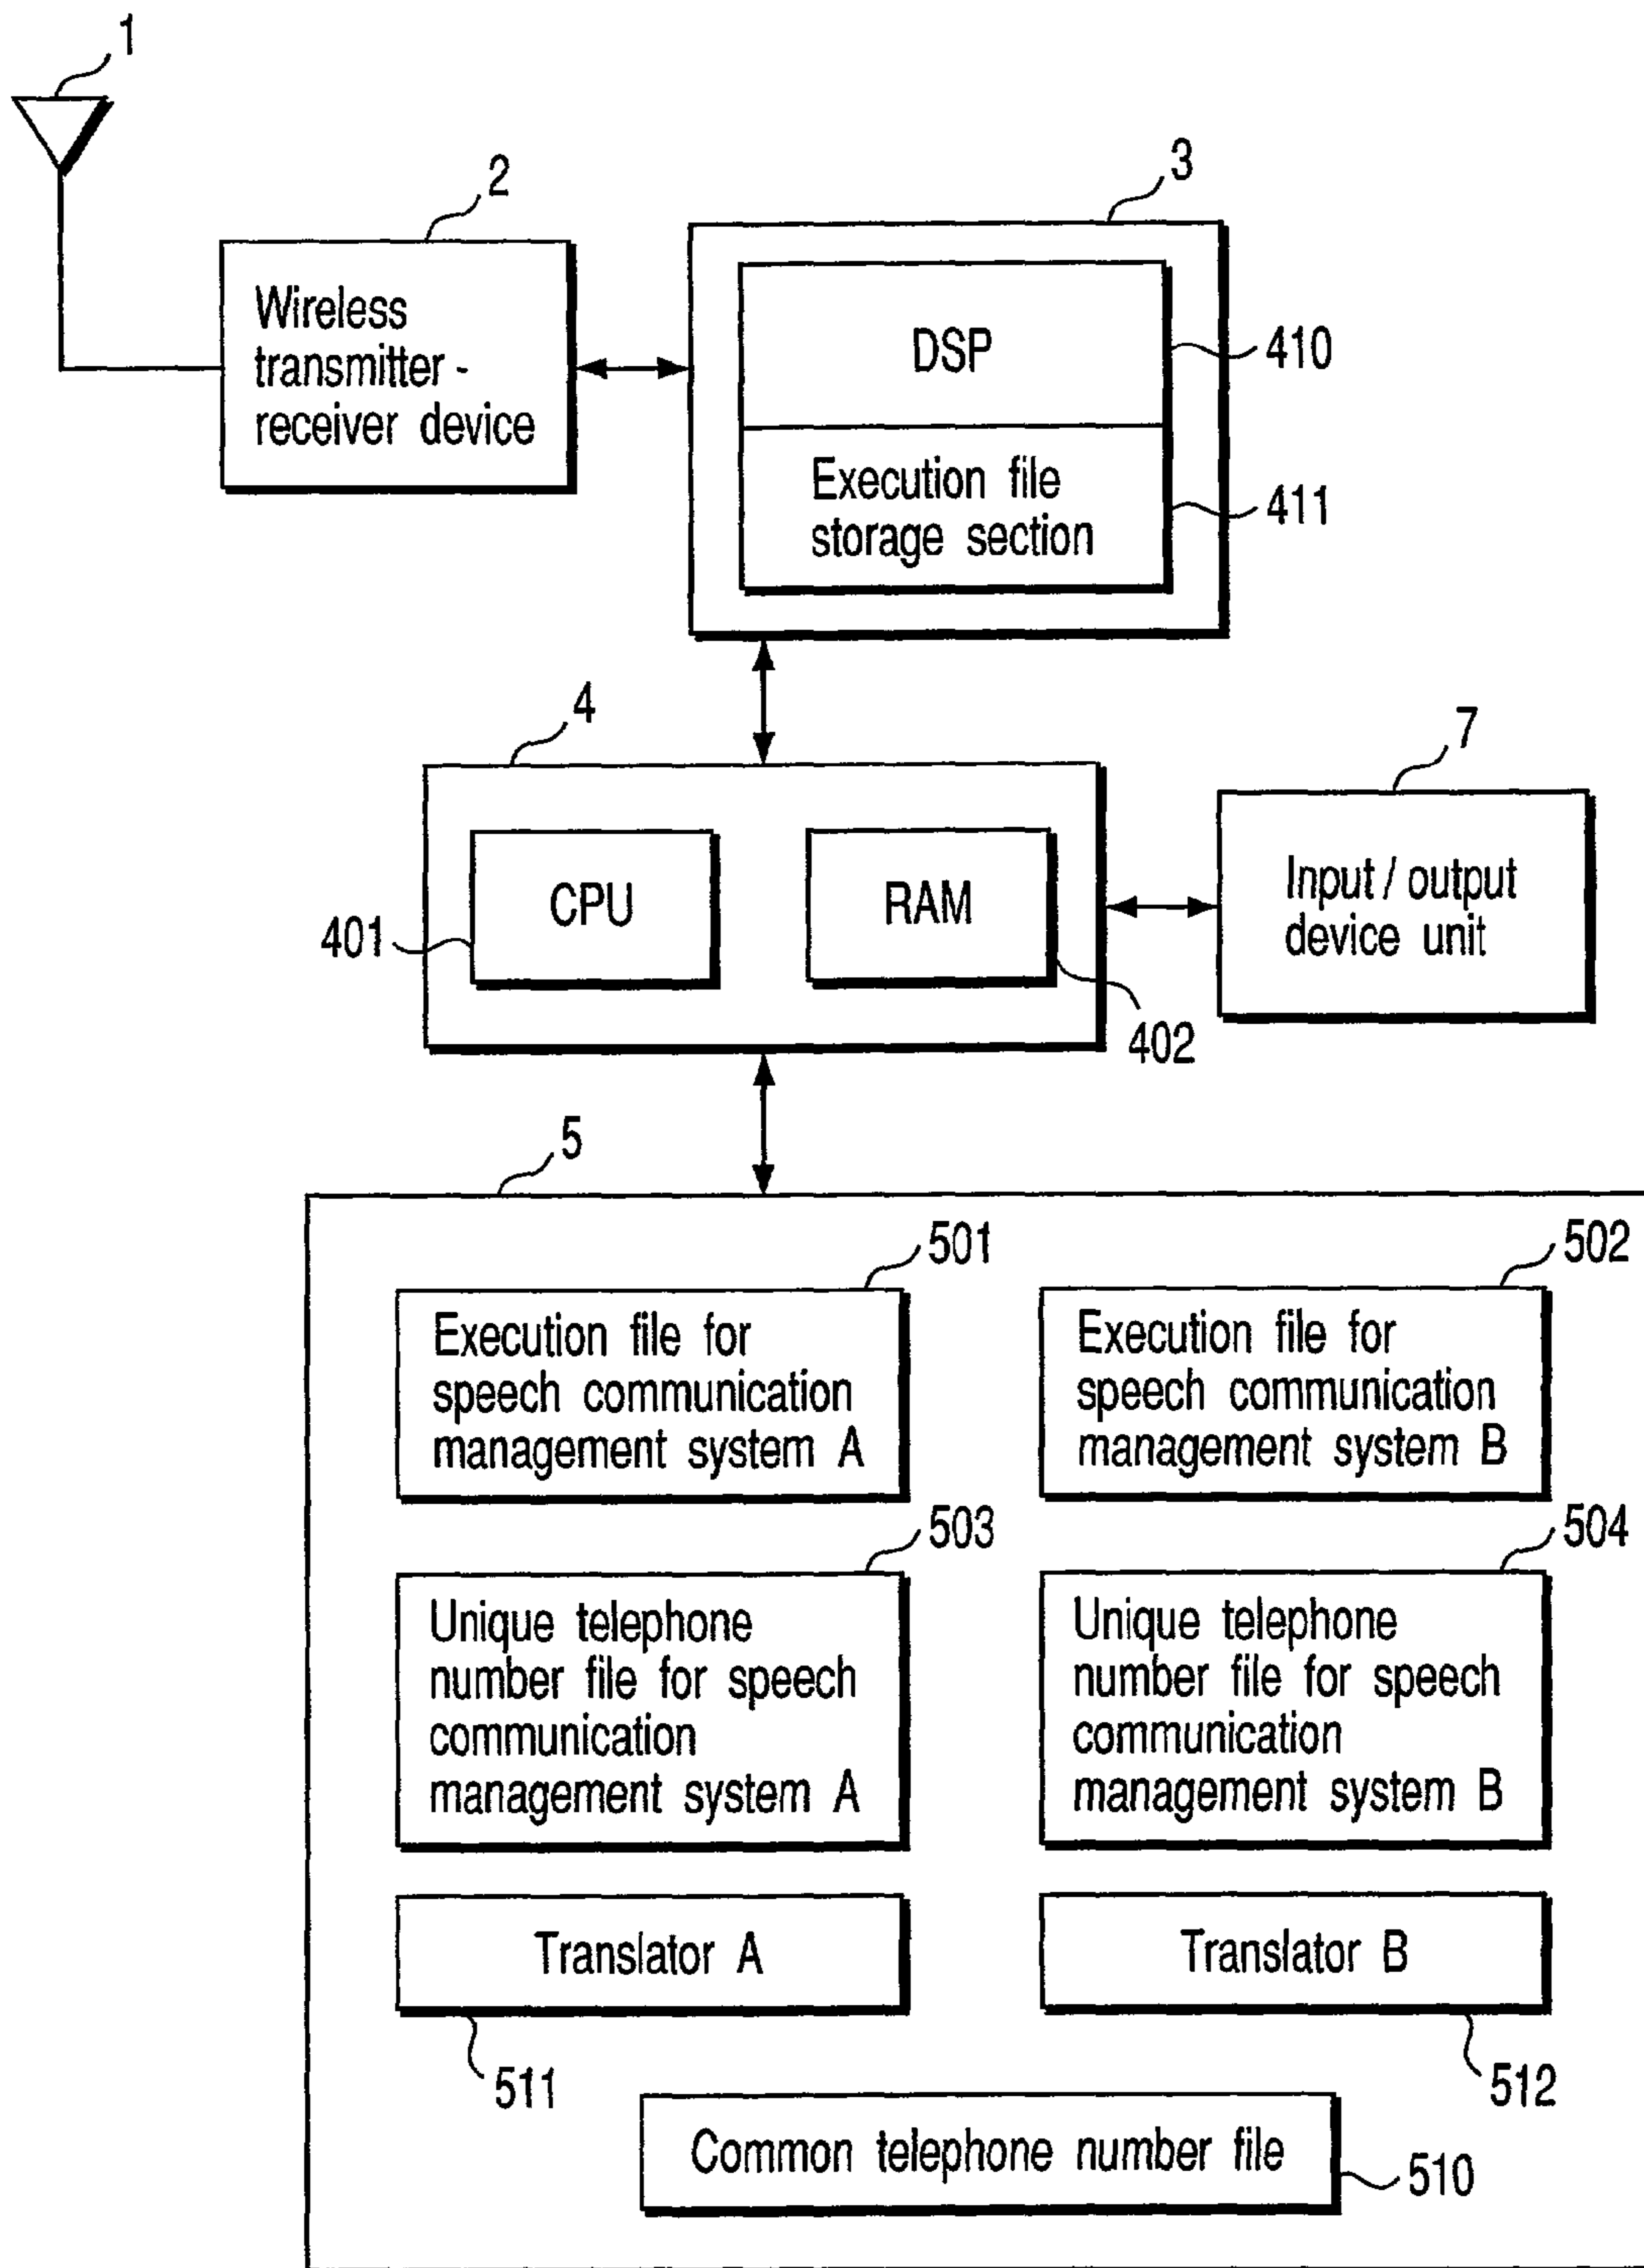 1
2
3
Wireless
transmitter -
receiver device
DSP
410
Execution file
storage section
411
4
7
CPU
RAM
401
402
Input / output
device unit
5
501
502
Execution file for
speech communication
management system A
Execution file for
speech communication
management system B
503
504
Unique telephone
number file for speech
communication
management system A
Unique telephone
number file for speech
communication
management system B
Translator A
Translator B
511
512
Common telephone number file
510